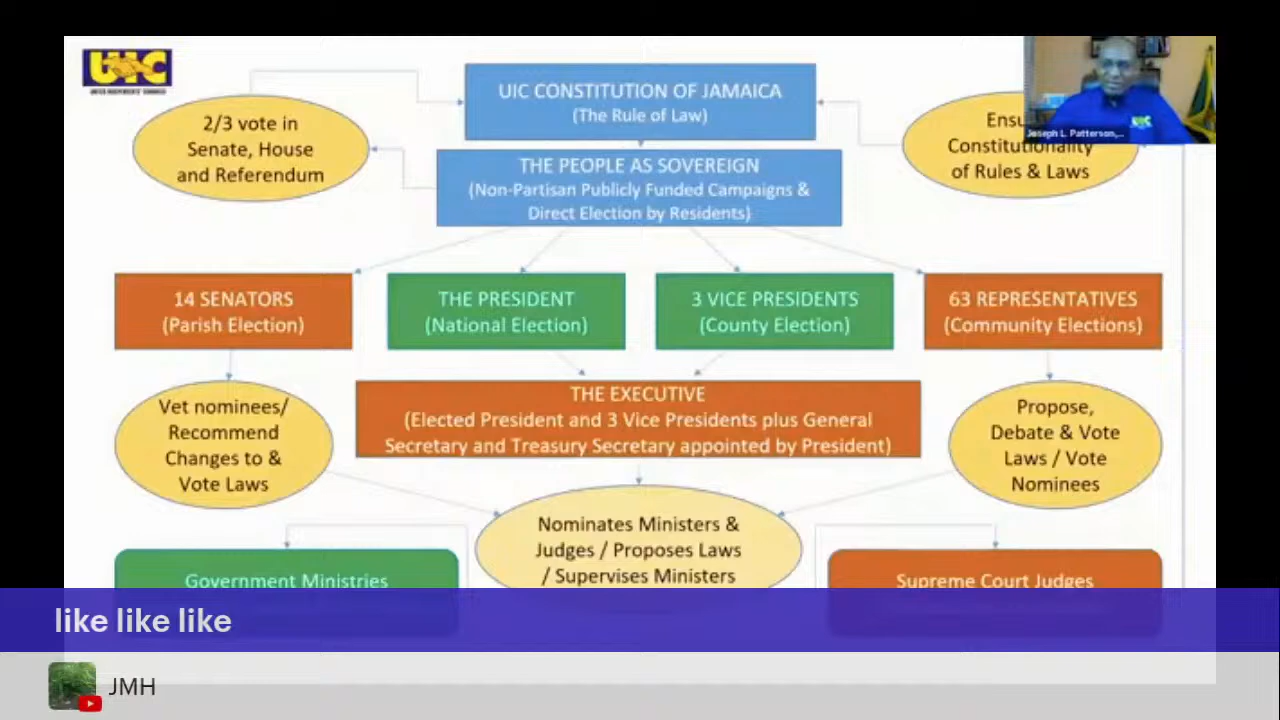 UIC
UIC CONSTITUTION OF JAMAICA
(The Rule of Law)
2/3 vote in
Senate, House
and Referendum
THE PEOPLE AS SOVEREIGN
(Non-Partisan Publicly Funded Campaigns &
Direct Election by Residents)
Joseph L. Patterson,...
Constitutionality
of Rules & Laws
14 SENATORS
(Parish Election)
THE PRESIDENT
(National Election)
3 VICE PRESIDENTS
(County Election)
63 REPRESENTATIVES
(Community Elections)
Vet nominees/
Recommend
Changes to &
Vote Laws
THE EXECUTIVE
(Elected President and 3 Vice Presidents plus General
Secretary and Treasury Secretary appointed by President)
Propose,
Debate & Vote
Laws / Vote
Nominees
Nominates Ministers &
Judges / Proposes Laws
/ Supervises Ministers
Government Ministries
Supreme Court Judges
like like like
JMH